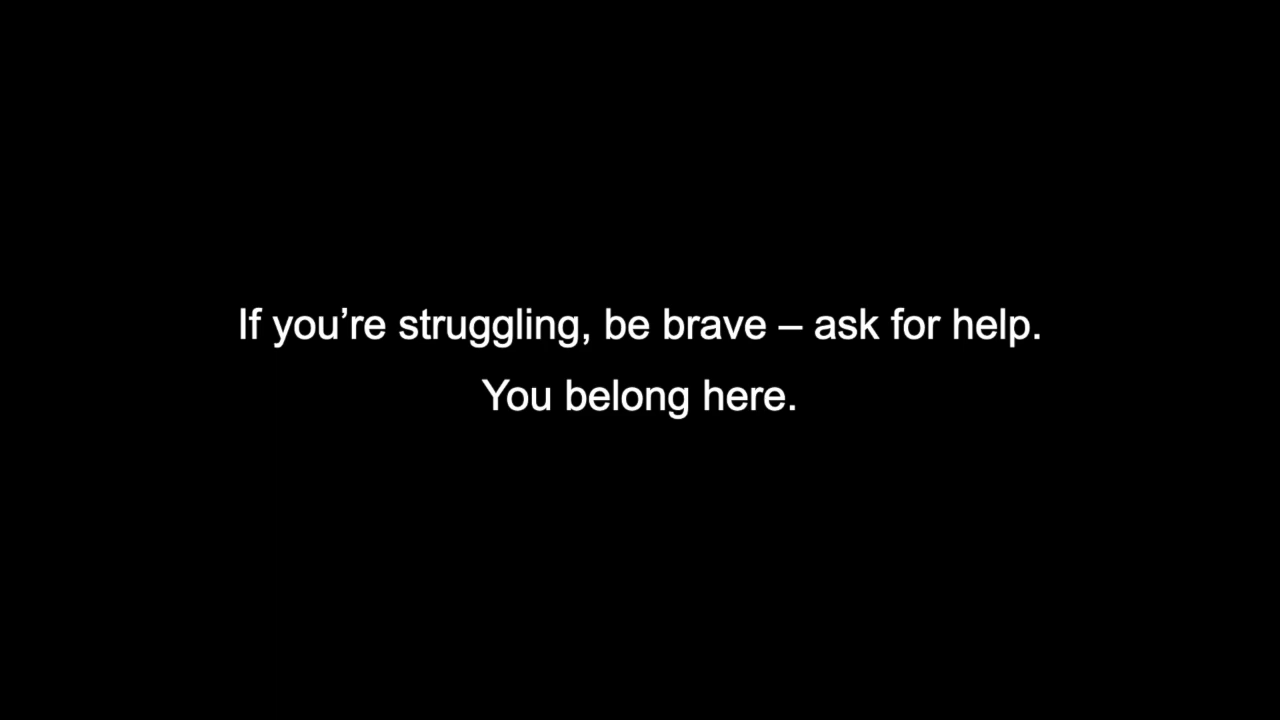 If you’re struggling, be brave – ask for help.
You belong here.